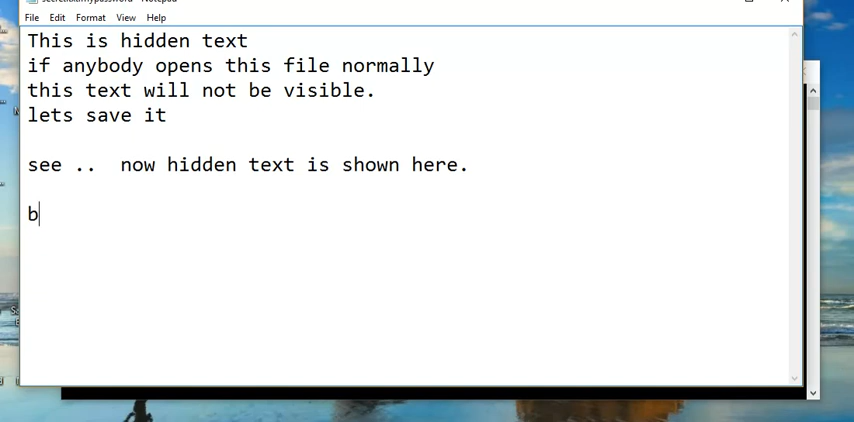 File Edit Format View Help
This is hidden text
if anybody opens this file normally
this text will not be visible.
lets save it
see .. now hidden text is shown here.
b